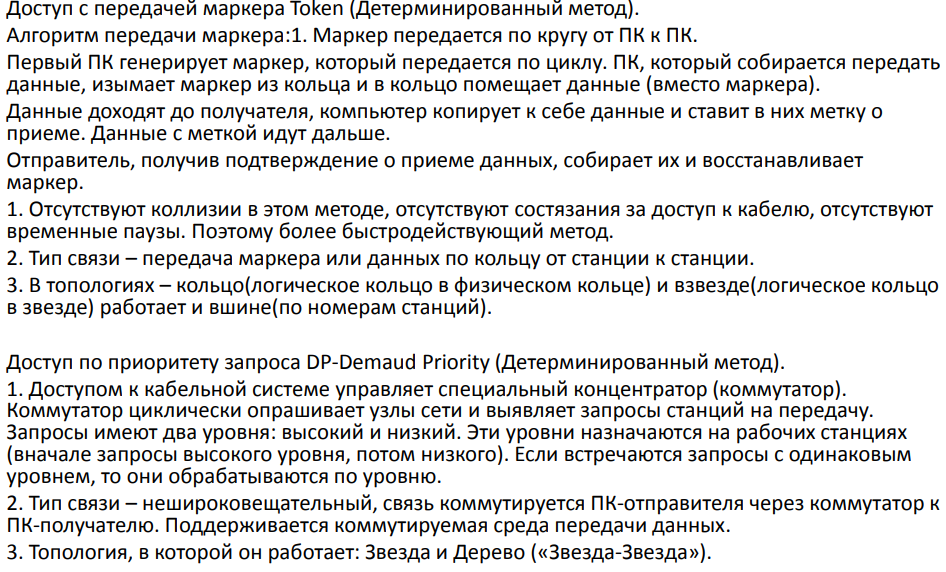 Доступ с передачей маркера Token (Детерминированный метод).
Алгоритм передачи маркера:1. Маркер передается по кругу от ПК к ПК.
Первый ПК генерирует маркер, который передается по циклу. ПК, который собирается передать
данные, изымает маркер из кольца и в кольцо помещает данные (вместо маркера).
Данные доходят до получателя, компьютер копирует к себе данные и ставит в них метку о
приеме. Данные с меткой идут дальше.
Отправитель, получив подтверждение о приеме данных, собирает их и восстанавливает
маркер.
1. Отсутствуют коллизии в этом методе, отсутствуют состязания за доступ к кабелю, отсутствуют
временные паузы. Поэтому более быстродействующий метод.
2. Тип связи – передача маркера или данных по кольцу от станции к станции.
3. В топологиях – кольцо(логическое кольцо в физическом кольце) и взвезде(логическое кольцо
в звезде) работает и вшине(по номерам станций).
Доступ по приоритету запроса DP-Demaud Priority (Детерминированный метод).
1. Доступом к кабельной системе управляет специальный концентратор (коммутатор).
Коммутатор циклически опрашивает узлы сети и выявляет запросы станций на передачу.
Запросы имеют два уровня: высокий и низкий. Эти уровни назначаются на рабочих станциях
(вначале запросы высокого уровня, потом низкого). Если встречаются запросы с одинаковым
уровнем, то они обрабатываются по уровню.
2. Тип связи – нешироковещательный, связь коммутируется ПК-отправителя через коммутатор к
ПК-получателю. Поддерживается коммутируемая среда передачи данных.
3. Топология, в которой он работает: Звезда и Дерево («Звезда-Звезда»).